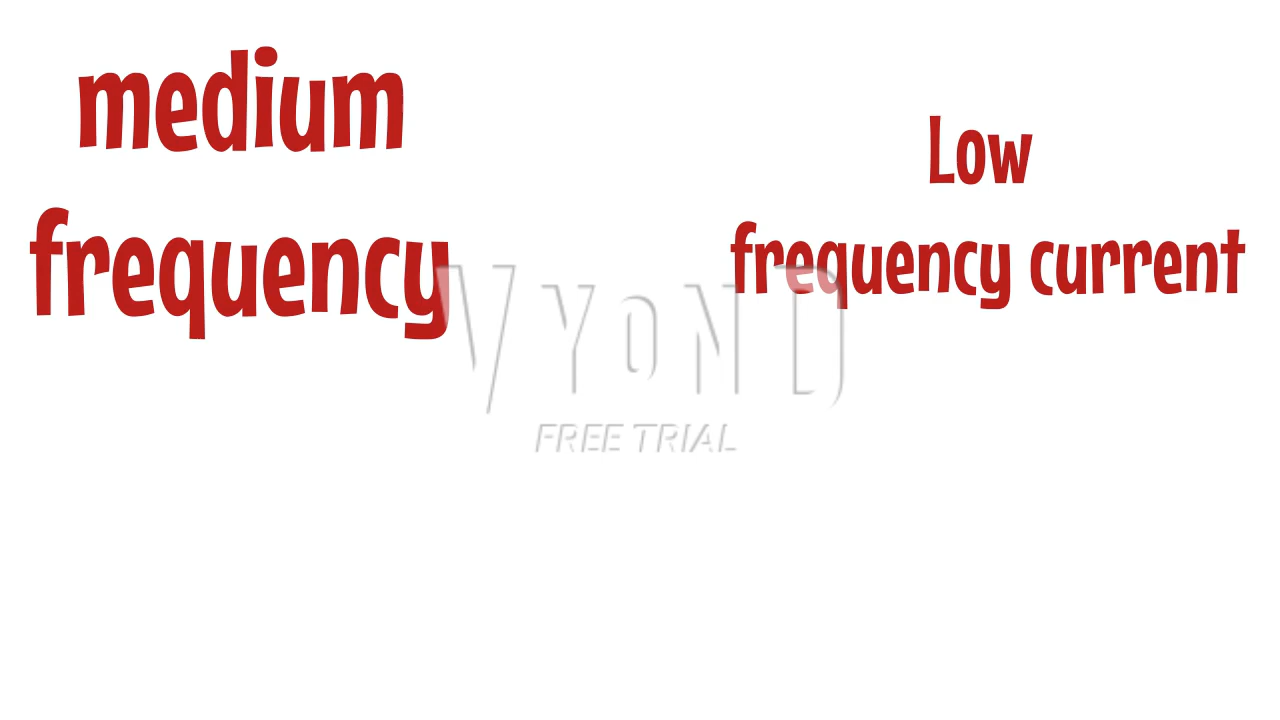 medium
frequency
Low
frequency current
VYOND
FREE TRIAL